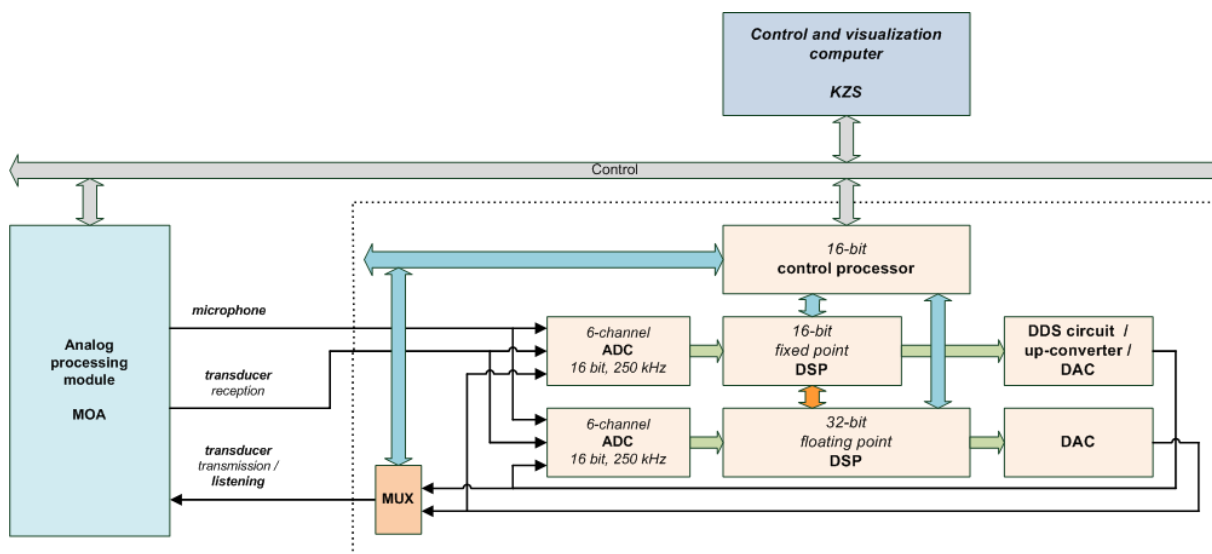 Control and visualization
computer
KZS
Control
Analog
processing
module
MOA
microphone
transducer
reception
transducer
transmission /
listening
MUX
16-bit
control processor
6-channel
ADC
16 bit, 250 kHz
16-bit
fixed point
DSP
DDS circuit /
up-converter /
DAC
6-channel
ADC
16 bit, 250 kHz
32-bit
floating point
DSP
DAC